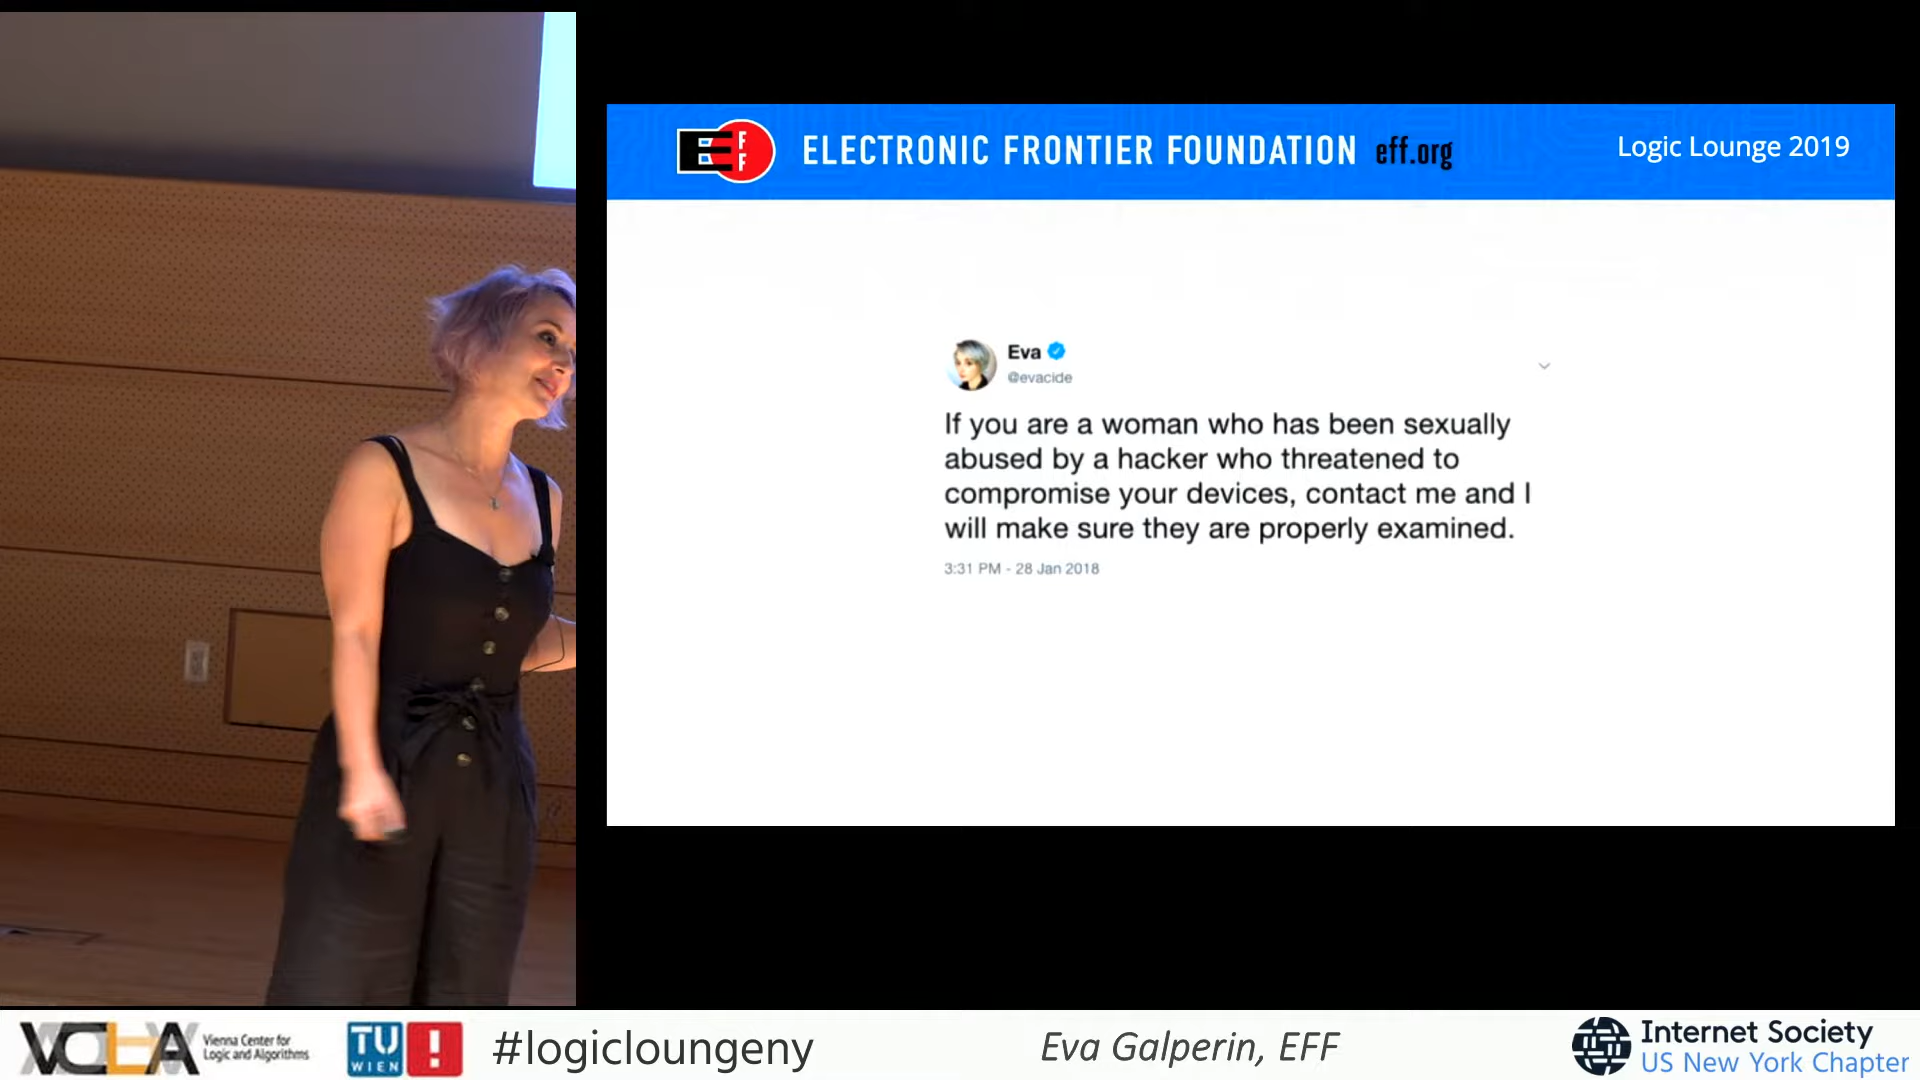 EFF
ELECTRONIC FRONTIER FOUNDATION eff.org
Logic Lounge 2019
Eva
@evacide
If you are a woman who has been sexually
abused by a hacker who threatened to
compromise your devices, contact me and I
will make sure they are properly examined.
3:31 PM - 28 Jan 2018
VCLA
Vienna Center for
Logic and Algorithms
TU
WIEN
!
#logicloungeny
Eva Galperin, EFF
Internet Society
US New York Chapter